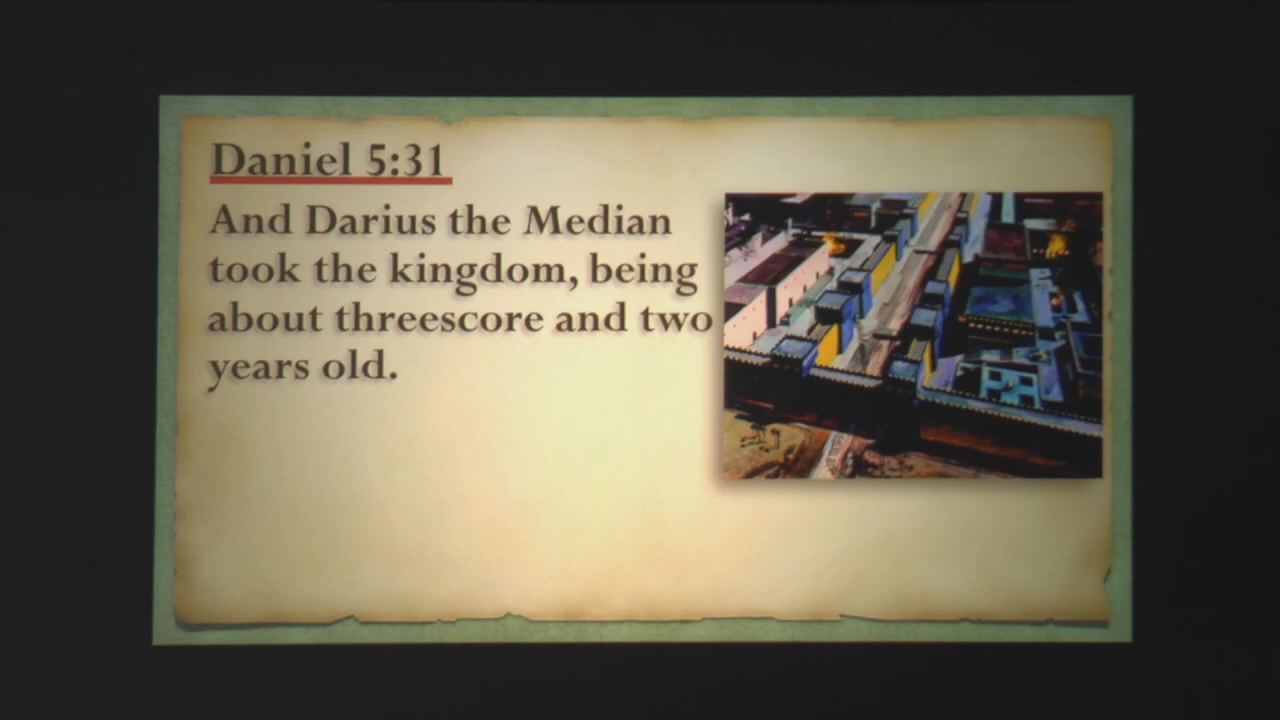 Daniel 5:31
And Darius the Median
took the kingdom, being
about threescore and two
years old.